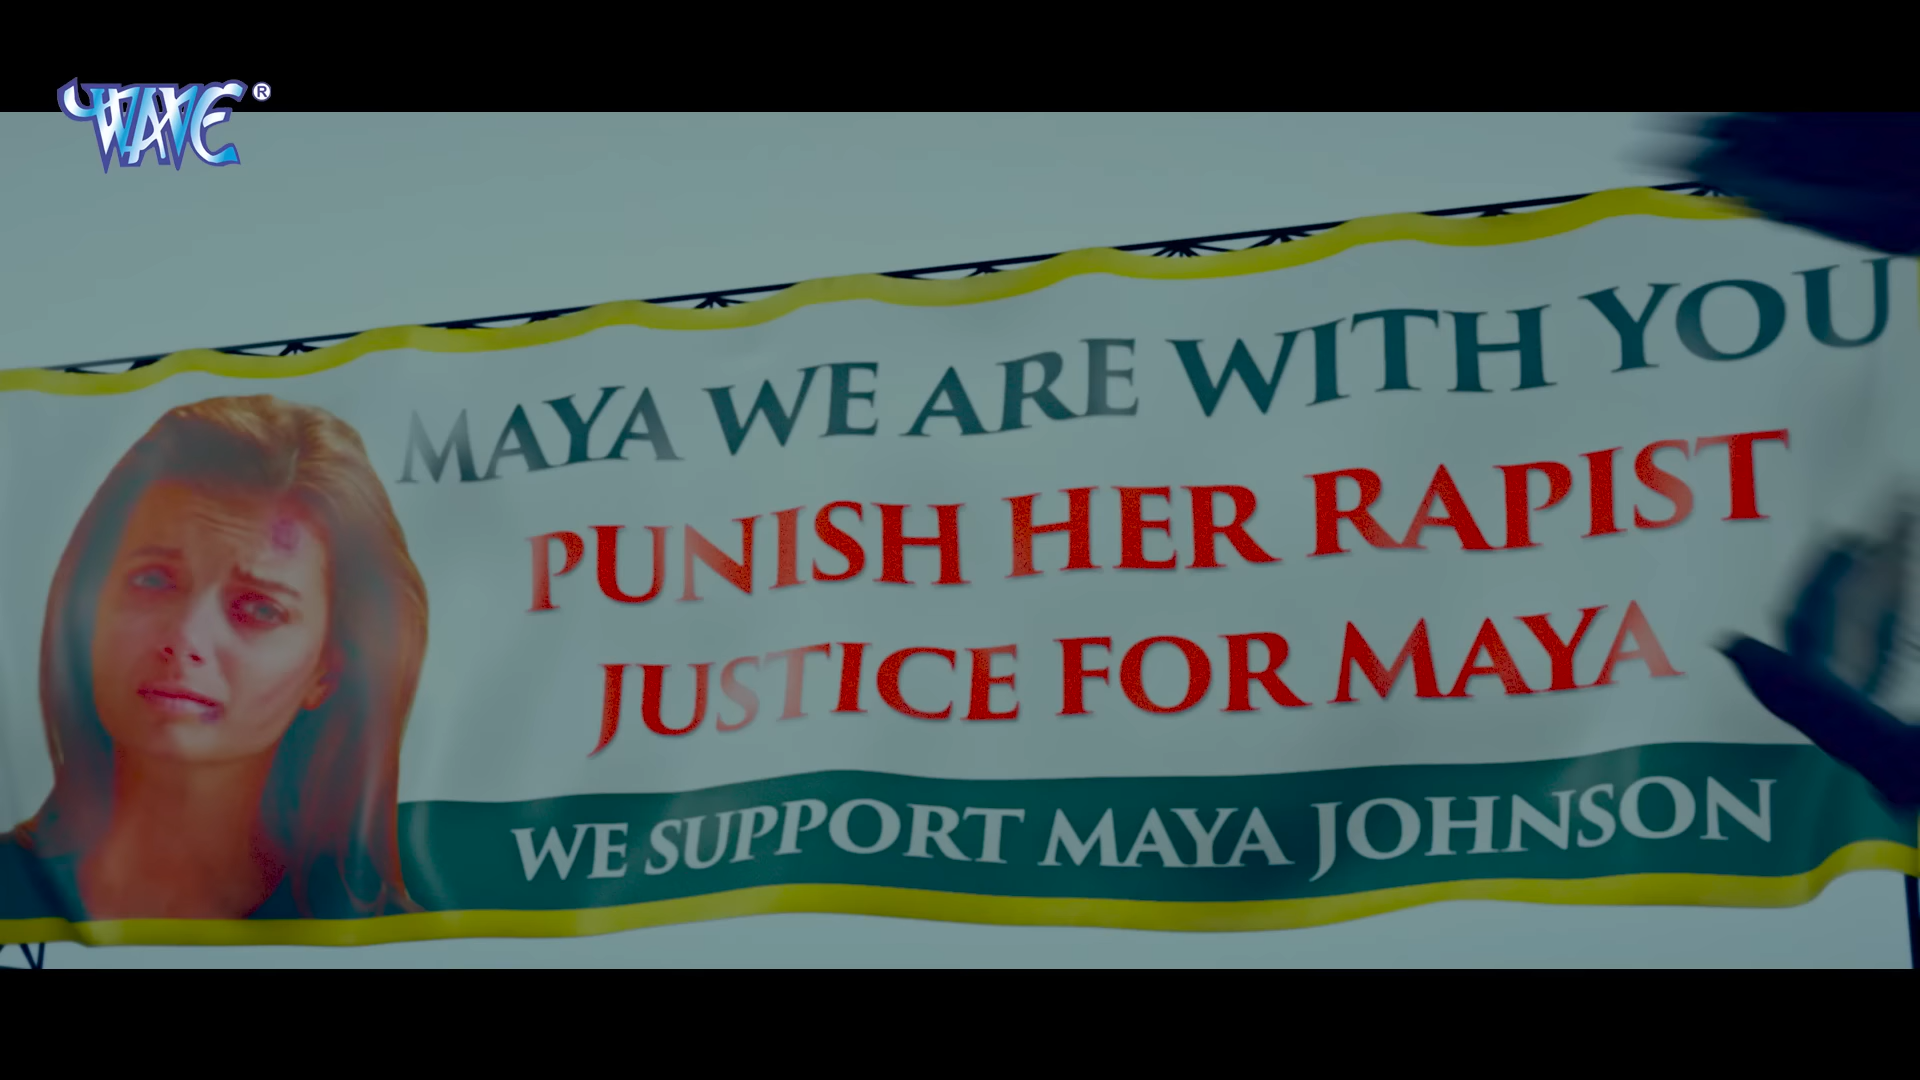 WAVE®
MAYA WE ARE WITH YOU
PUNISH HER RAPIST
JUSTICE FOR MAYA
WE SUPPORT MAYA JOHNSON